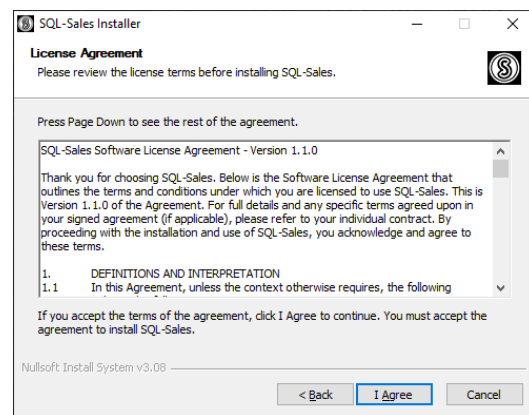 SQL-Sales Installer
License Agreement
Please review the license terms before installing SQL-Sales.
Press Page Down to see the rest of the agreement.
SQL-Sales Software License Agreement - Version 1.1.0
Thank you for choosing SQL-Sales. Below is the Software License Agreement that
outlines the terms and conditions under which you are licensed to use SQL-Sales. This is
Version 1.1.0 of the Agreement. For full details and any specific terms agreed upon in
your signed agreement (if applicable), please refer to your individual contract. By
proceeding with the installation and use of SQL-Sales, you acknowledge and agree to
these terms.
1. DEFINITIONS AND INTERPRETATION
1.1 In this Agreement, unless the context otherwise requires, the following
If you accept the terms of the agreement, click I Agree to continue. You must accept the
agreement to install SQL-Sales.
Nullsoft Install System v3.08
< Back I Agree Cancel